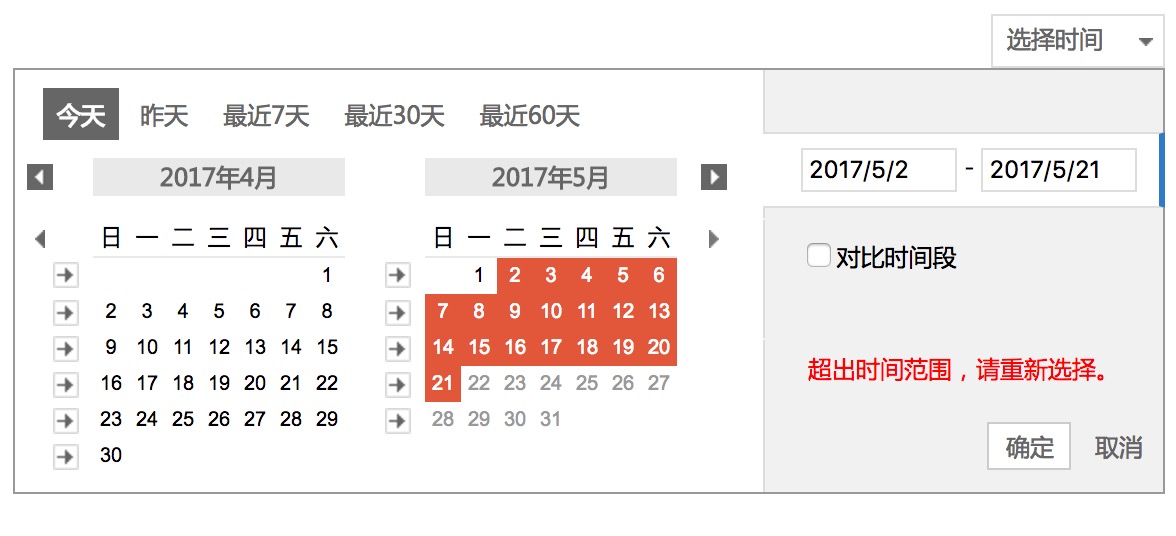 选择时间
今天 昨天 最近7天 最近30天 最近60天
2017年4月 2017年5月
2017/5/2 - 2017/5/21
日 一 二 三 四 五 六 日 一 二 三 四 五 六
对比时间段
1 1 2 3 4 5 6
2 3 4 5 6 7 8 7 8 9 10 11 12 13
9 10 11 12 13 14 15 14 15 16 17 18 19 20
超出时间范围，请重新选择。
16 17 18 19 20 21 22 21 22 23 24 25 26 27
23 24 25 26 27 28 29 28 29 30 31
30
确定 取消